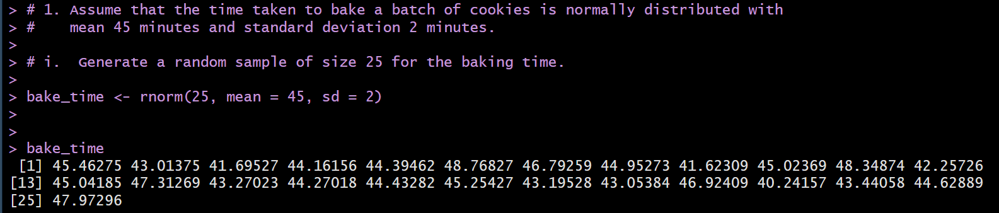 > # 1. Assume that the time taken to bake a batch of cookies is normally distributed with
> #    mean 45 minutes and standard deviation 2 minutes.
>
> # i.  Generate a random sample of size 25 for the baking time.
>
> bake_time <- rnorm(25, mean = 45, sd = 2)
>
>
> bake_time
 [1] 45.46275 43.01375 41.69527 44.16156 44.39462 48.76827 46.79259 44.95273 41.62309 45.02369 48.34874 42.25726
[13] 45.04185 47.31269 43.27023 44.27018 44.43282 45.25427 43.19528 43.05384 46.92409 40.24157 43.44058 44.62889
[25] 47.97296